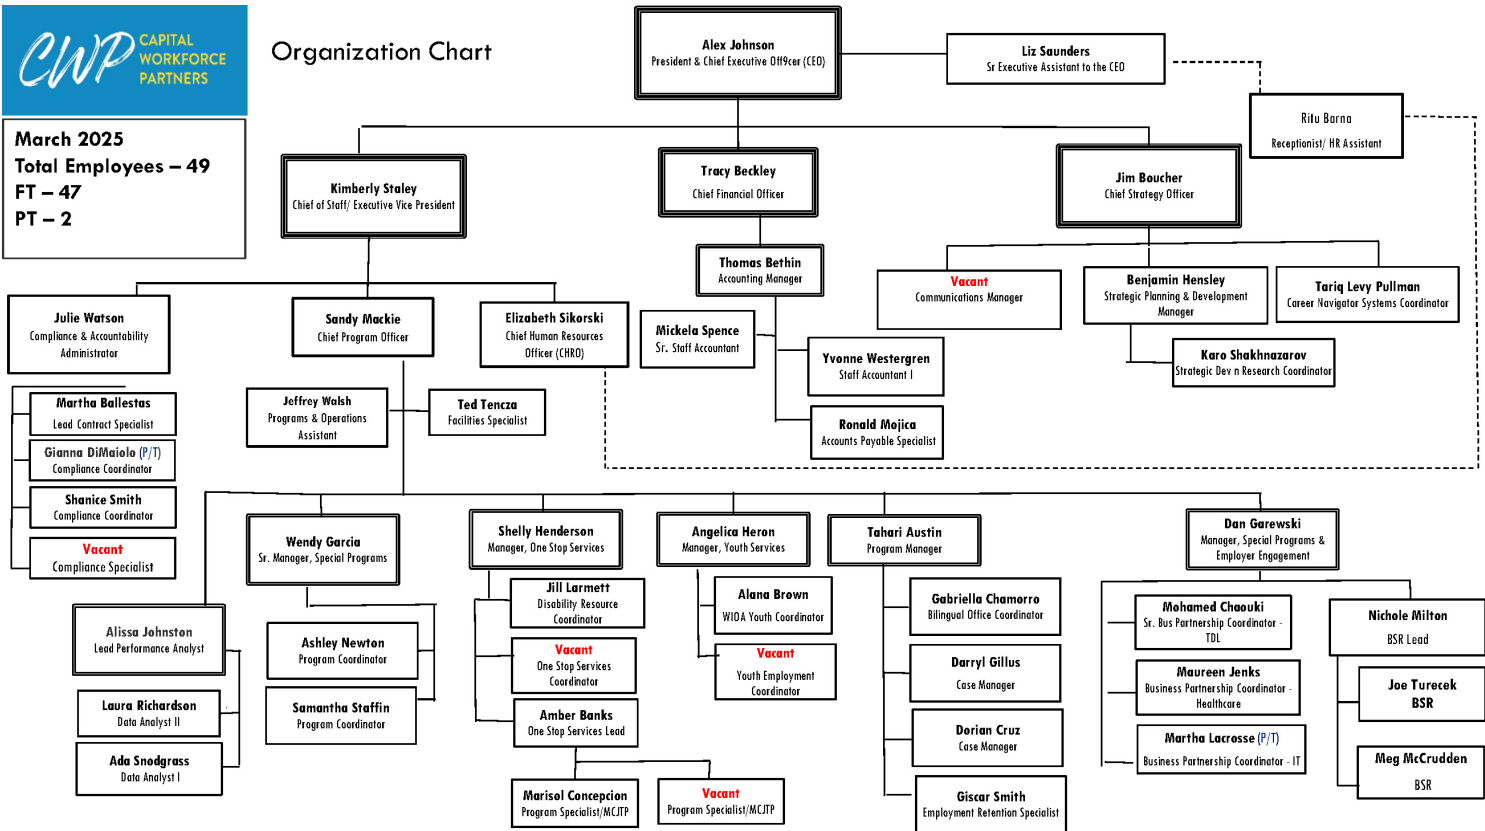 CWP CAPITAL
WORKFORCE
PARTNERS
Organization Chart
March 2025
Total Employees – 49
FT – 47
PT – 2
Alex Johnson
President & Chief Executive Off9cer (CEO)
Liz Saunders
Sr Executive Assistant to the CEO
Ritu Barna
Receptionist/ HR Assistant
Kimberly Staley
Chief of Staff/ Executive Vice President
Tracy Beckley
Chief Financial Officer
Jim Boucher
Chief Strategy Officer
Thomas Bethin
Accounting Manager
Mickela Spence
Sr. Staff Accountant
Yvonne Westergren
Staff Accountant I
Ronald Mojica
Accounts Payable Specialist
Vacant
Communications Manager
Benjamin Hensley
Strategic Planning & Development
Manager
Tariq Levy Pullman
Career Navigator Systems Coordinator
Karo Shakhnazarov
Strategic Dev n Research Coordinator
Julie Watson
Compliance & Accountability
Administrator
Sandy Mackie
Chief Program Officer
Elizabeth Sikorski
Chief Human Resources
Officer (CHRO)
Martha Ballestas
Lead Contract Specialist
Gianna DiMaiolo (P/T)
Compliance Coordinator
Shanice Smith
Compliance Coordinator
Vacant
Compliance Specialist
Jeffrey Walsh
Programs & Operations
Assistant
Ted Tencza
Facilities Specialist
Alissa Johnston
Lead Performance Analyst
Laura Richardson
Data Analyst II
Ada Snodgrass
Data Analyst I
Wendy Garcia
Sr. Manager, Special Programs
Ashley Newton
Program Coordinator
Samantha Staffin
Program Coordinator
Shelly Henderson
Manager, One Stop Services
Jill Larmett
Disability Resource
Coordinator
Vacant
One Stop Services
Coordinator
Amber Banks
One Stop Services Lead
Marisol Concepcion
Program Specialist/MCJTP
Vacant
Program Specialist/MCJTP
Angelica Heron
Manager, Youth Services
Alana Brown
WIOA Youth Coordinator
Vacant
Youth Employment
Coordinator
Tahari Austin
Program Manager
Gabriella Chamorro
Bilingual Office Coordinator
Darryl Gillus
Case Manager
Dorian Cruz
Case Manager
Giscar Smith
Employment Retention Specialist
Dan Garewski
Manager, Special Programs &
Employer Engagement
Mohamed Chaouki
Sr. Bus Partnership Coordinator -
TDL
Maureen Jenks
Business Partnership Coordinator -
Healthcare
Martha Lacrosse (P/T)
Business Partnership Coordinator - IT
Nichole Milton
BSR Lead
Joe Turecek
BSR
Meg McCrudden
BSR